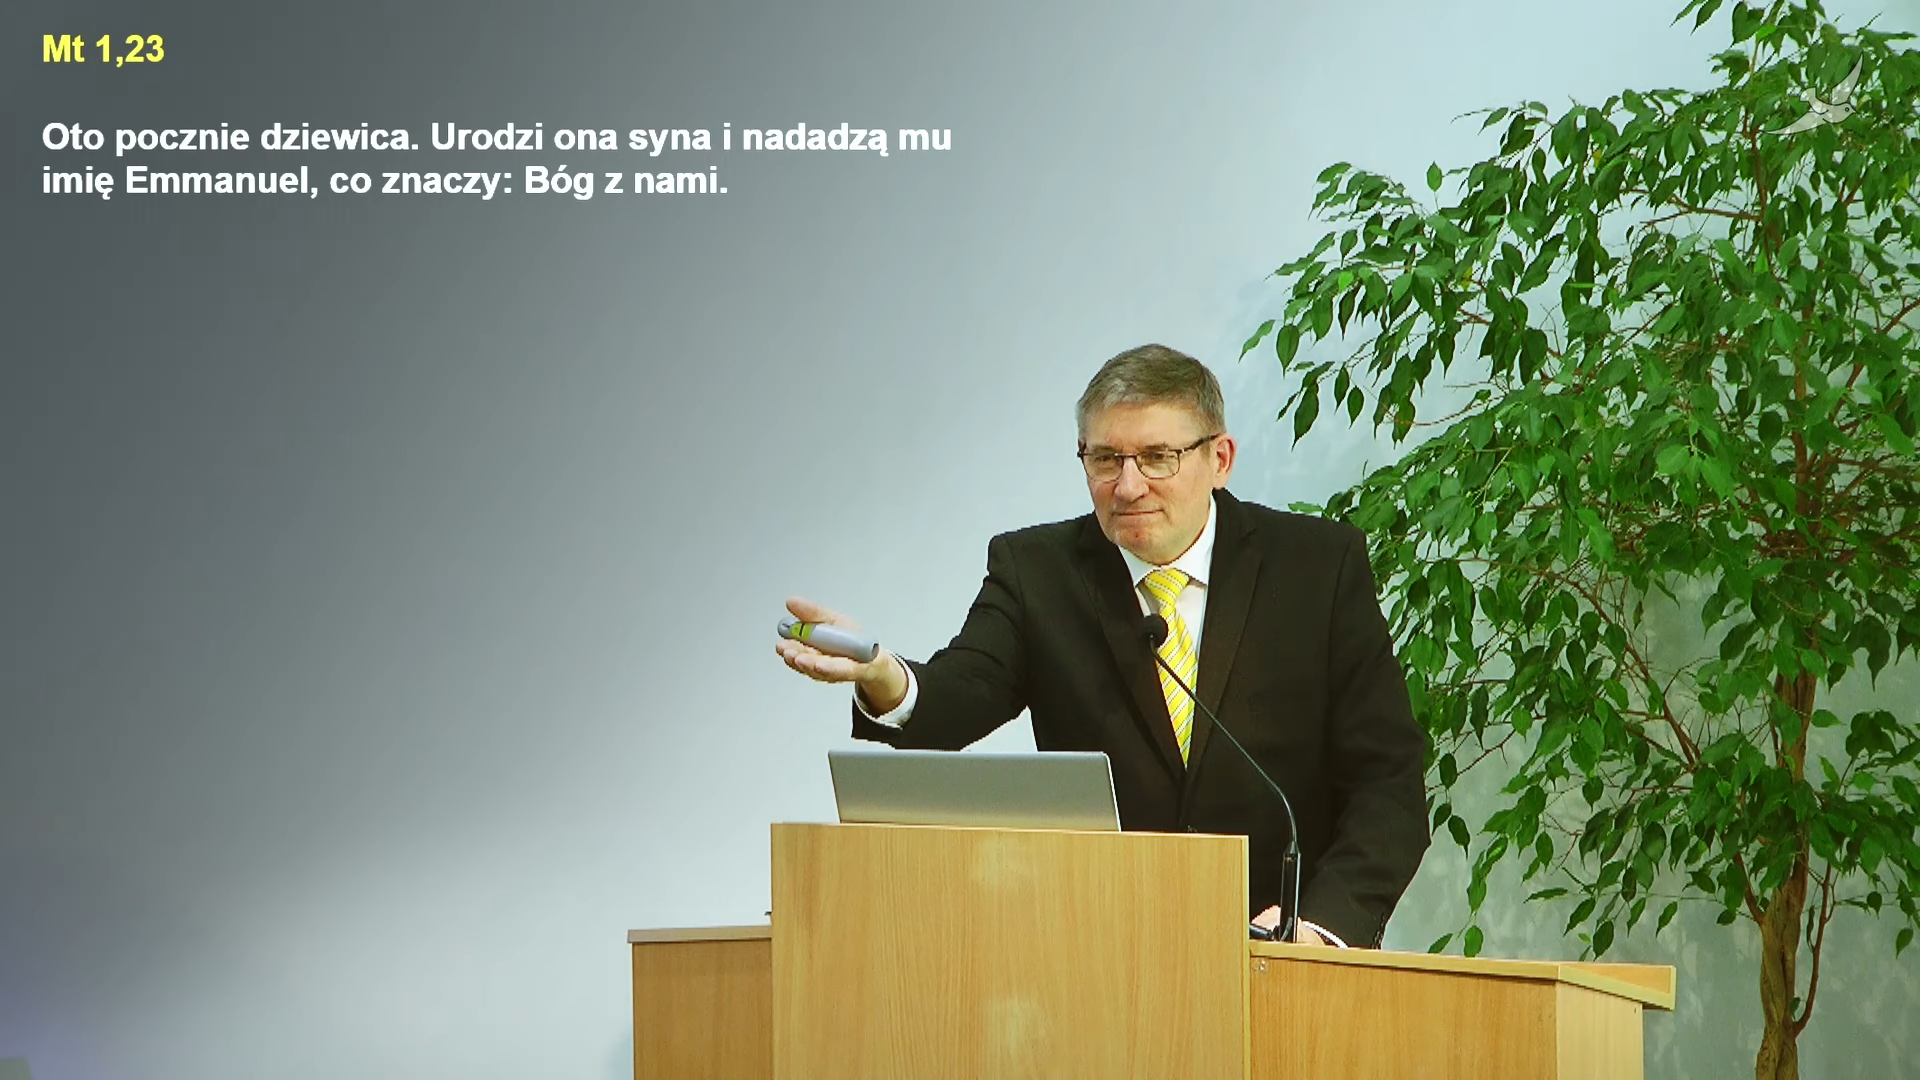 Mt 1,23
Oto pocznie dziewica. Urodzi ona syna i nadadzą mu
imię Emmanuel, co znaczy: Bóg z nami.